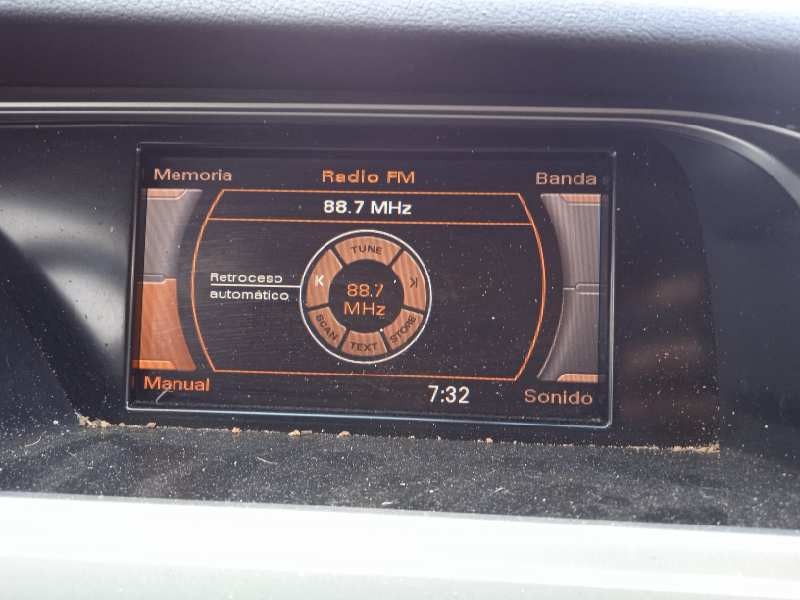 Memoria
Radio FM
Banda
88.7 MHz
TUNE
Retroceso
automático
88.7
MHz
SCAN
TEXT
STORE
Manual
7:32
Sonido